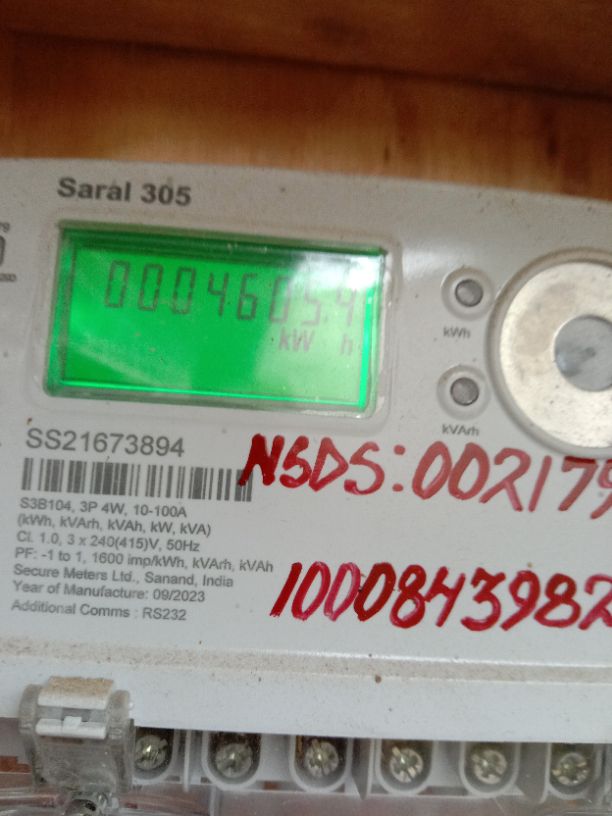 Saral 305
0004605.4
kW h
kWh
kVArh
SS21673894
NSDS:002179
S3B104, 3P 4W, 10-100A
(kWh, kVArh, kVAh, kW, kVA)
Cl. 1.0, 3 x 240(415)V, 50Hz
PF: -1 to 1, 1600 imp/kWh, kVArh, kVAh
Secure Meters Ltd., Sanand, India
Year of Manufacture: 09/2023
Additional Comms : RS232
1000843982